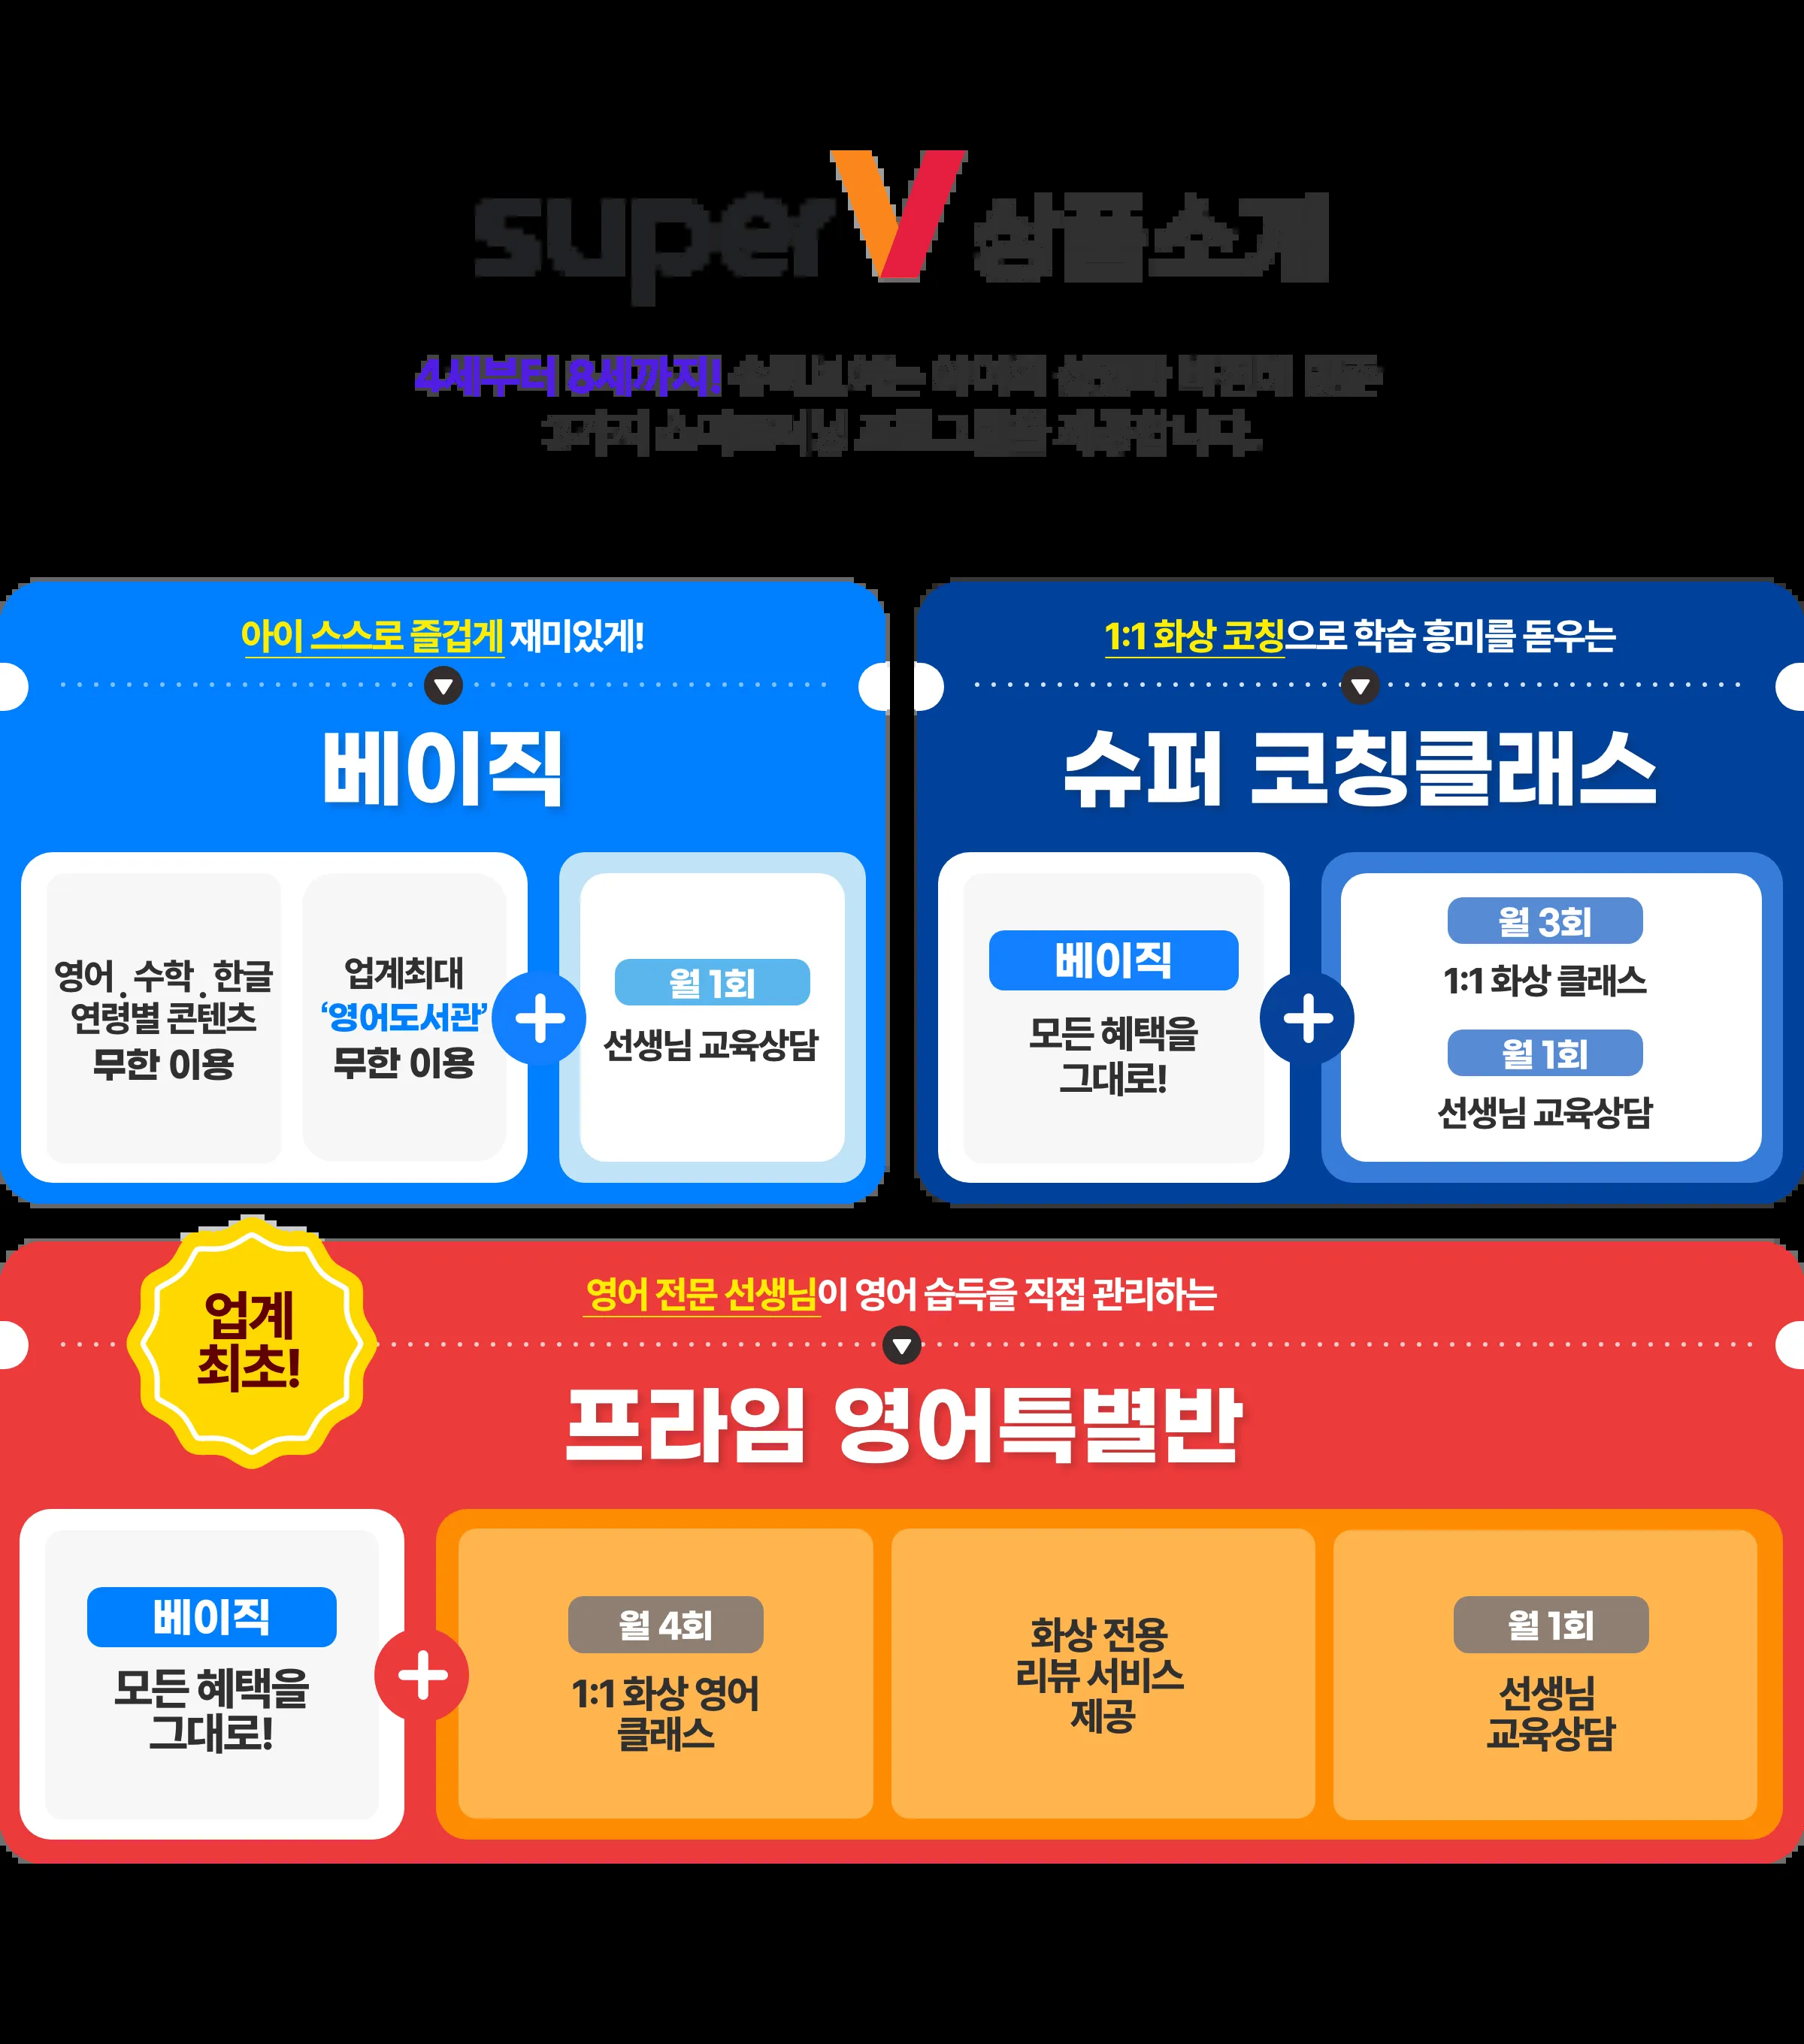 super V 상품소개
4세부터 8세까지! 슈퍼브이는 아이의 성장과 발전에 맞춘
3가지 스마트러닝 프로그램을 제공합니다.
아이 스스로 즐겁게 재미있게!
베이직
영어 . 수학 . 한글
연령별 콘텐츠
무한 이용
업계최대
‘영어도서관’
무한 이용
월 1회
선생님 교육상담
1:1 화상 코칭으로 학습 흥미를 돋우는
슈퍼 코칭클래스
베이직
모든 혜택을
그대로!
월 3회
1:1 화상 클래스
월 1회
선생님 교육상담
업계
최초!
영어 전문 선생님이 영어 습득을 직접 관리하는
프라임 영어특별반
베이직
모든 혜택을
그대로!
월 4회
1:1 화상 영어
클래스
화상 전용
리뷰 서비스
제공
월 1회
선생님
교육상담